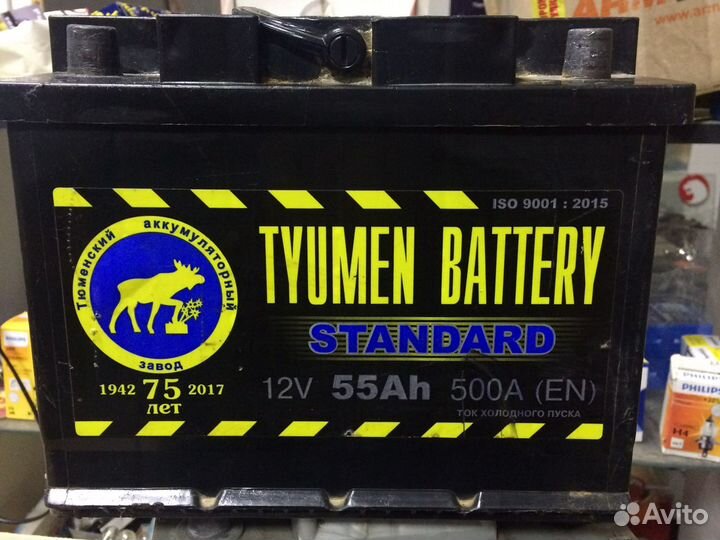 ISO 9001 : 2015
Тюменский аккумуляторный завод
TYUMEN BATTERY
STANDARD
1942 75 2017
лет
12V 55Ah 500A (EN)
ТОК ХОЛОДНОГО ПУСКА
PHILIPS
H4
Avito